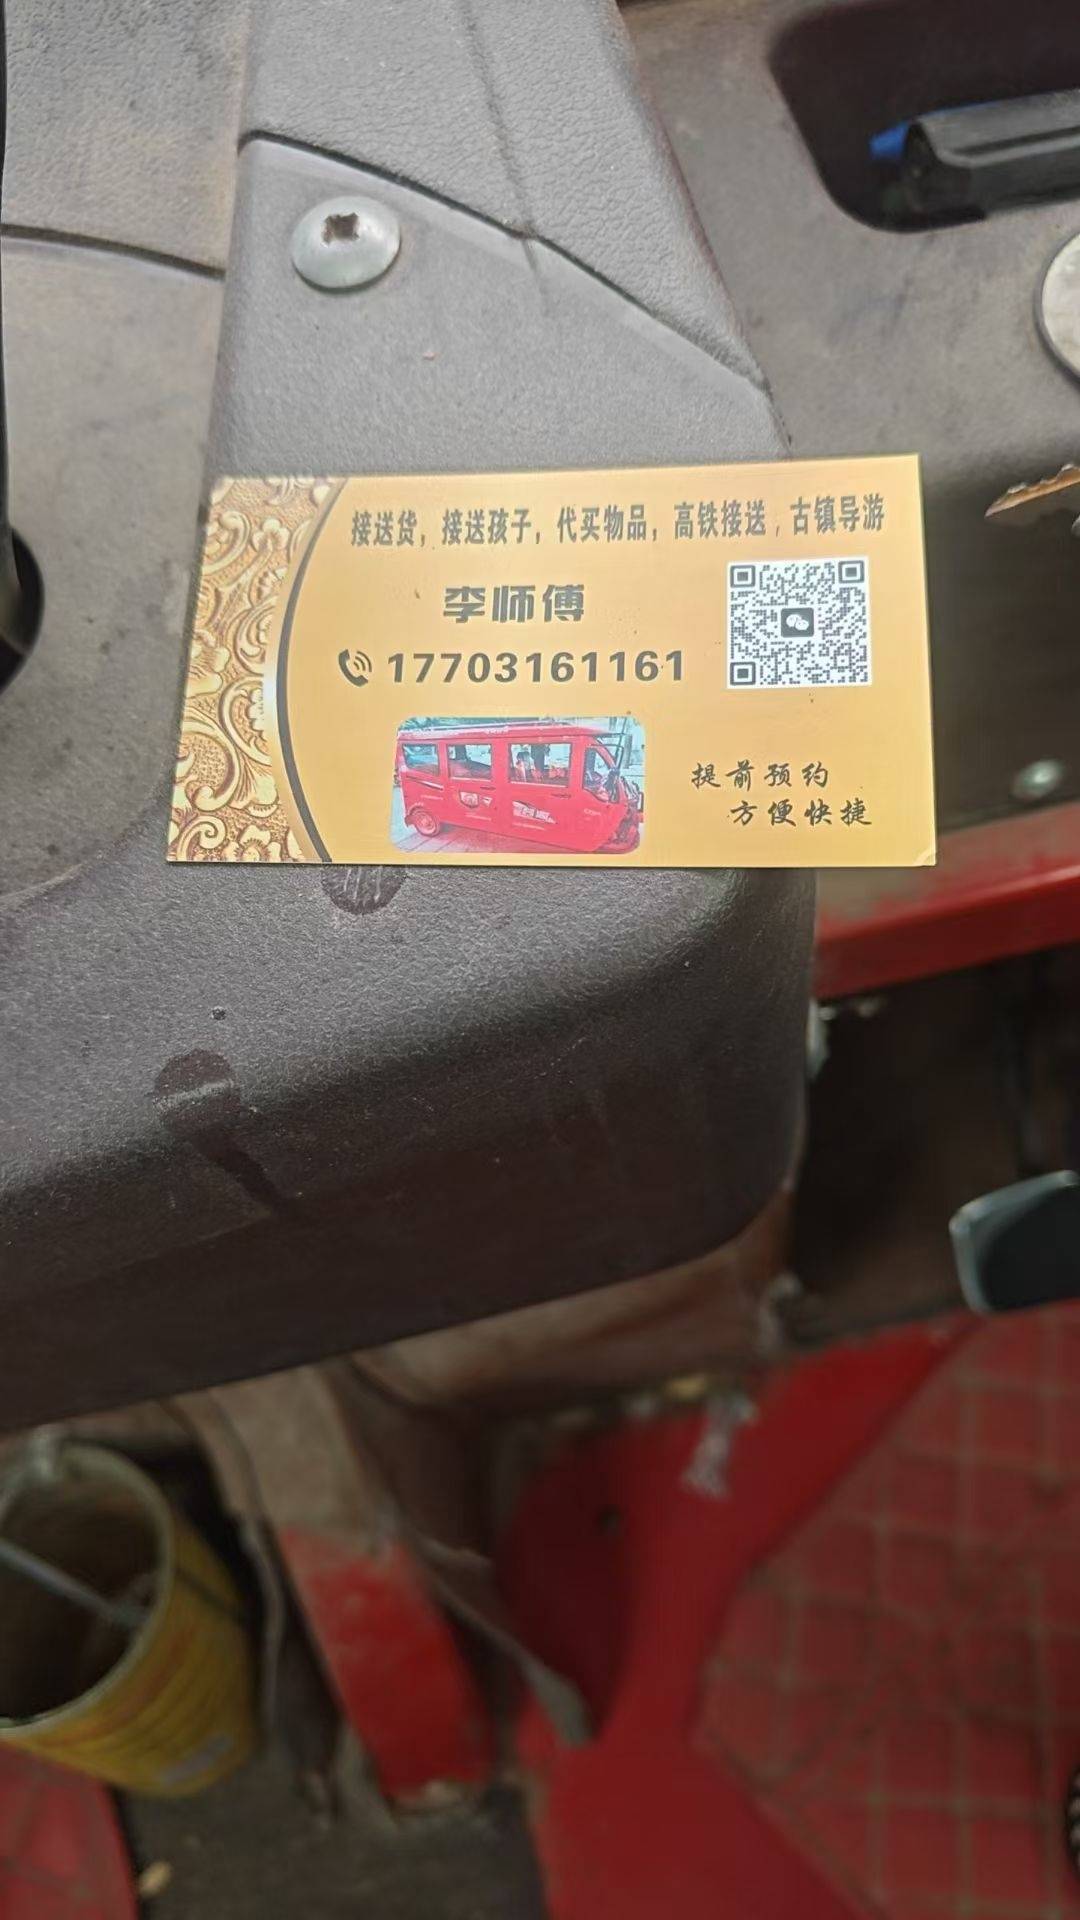 接送货，接送孩子，代买物品，高铁接送，古镇导游
李师傅
17703161161
提前预约
方便快捷